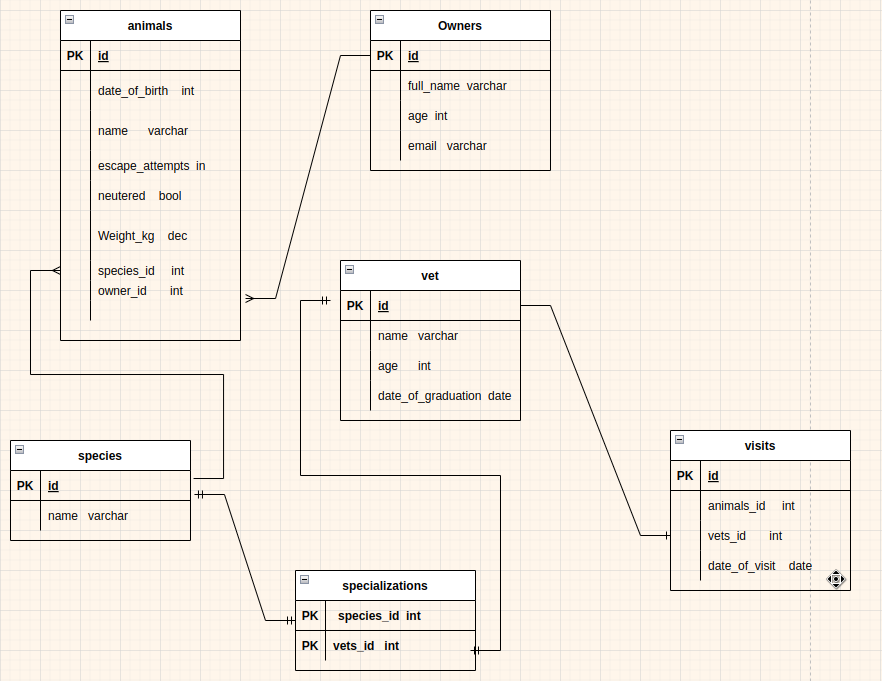 animals
PK id
date_of_birth int
name varchar
escape_attempts in
neutered bool
Weight_kg dec
species_id int
owner_id int
Owners
PK id
full_name varchar
age int
email varchar
vet
PK id
name varchar
age int
date_of_graduation date
species
PK id
name varchar
visits
PK id
animals_id int
vets_id int
date_of_visit date
specializations
PK species_id int
PK vets_id int